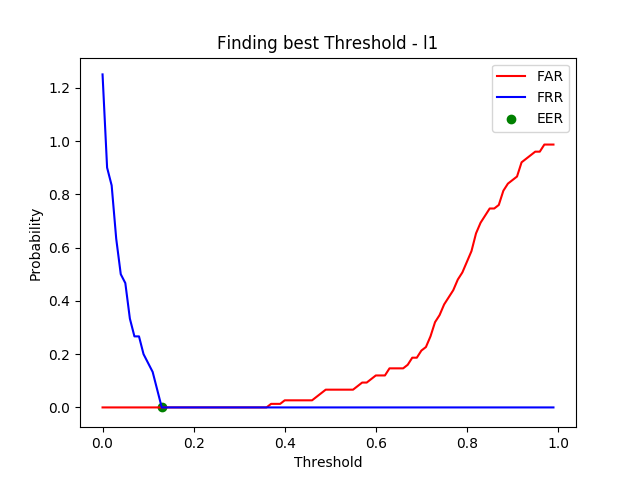 Finding best Threshold - l1
FAR
FRR
EER
1.2
1.0
0.8
0.6
0.4
0.2
0.0
Probability
0.0 0.2 0.4 0.6 0.8 1.0
Threshold